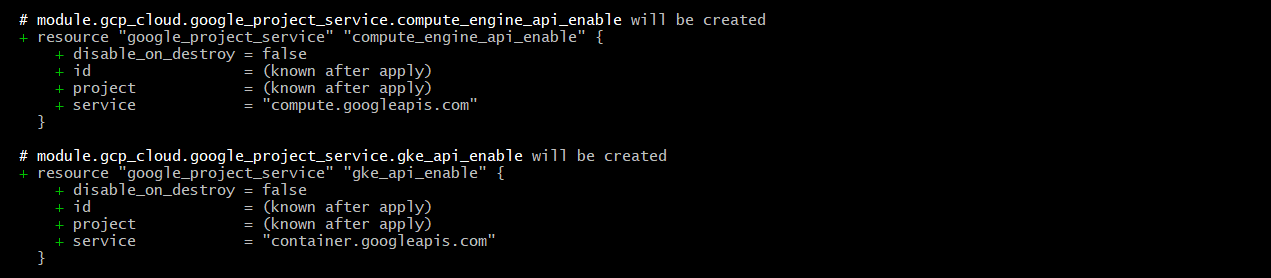 # module.gcp_cloud.google_project_service.compute_engine_api_enable will be created
+ resource "google_project_service" "compute_engine_api_enable" {
+ disable_on_destroy = false
+ id = (known after apply)
+ project = (known after apply)
+ service = "compute.googleapis.com"
}
# module.gcp_cloud.google_project_service.gke_api_enable will be created
+ resource "google_project_service" "gke_api_enable" {
+ disable_on_destroy = false
+ id = (known after apply)
+ project = (known after apply)
+ service = "container.googleapis.com"
}